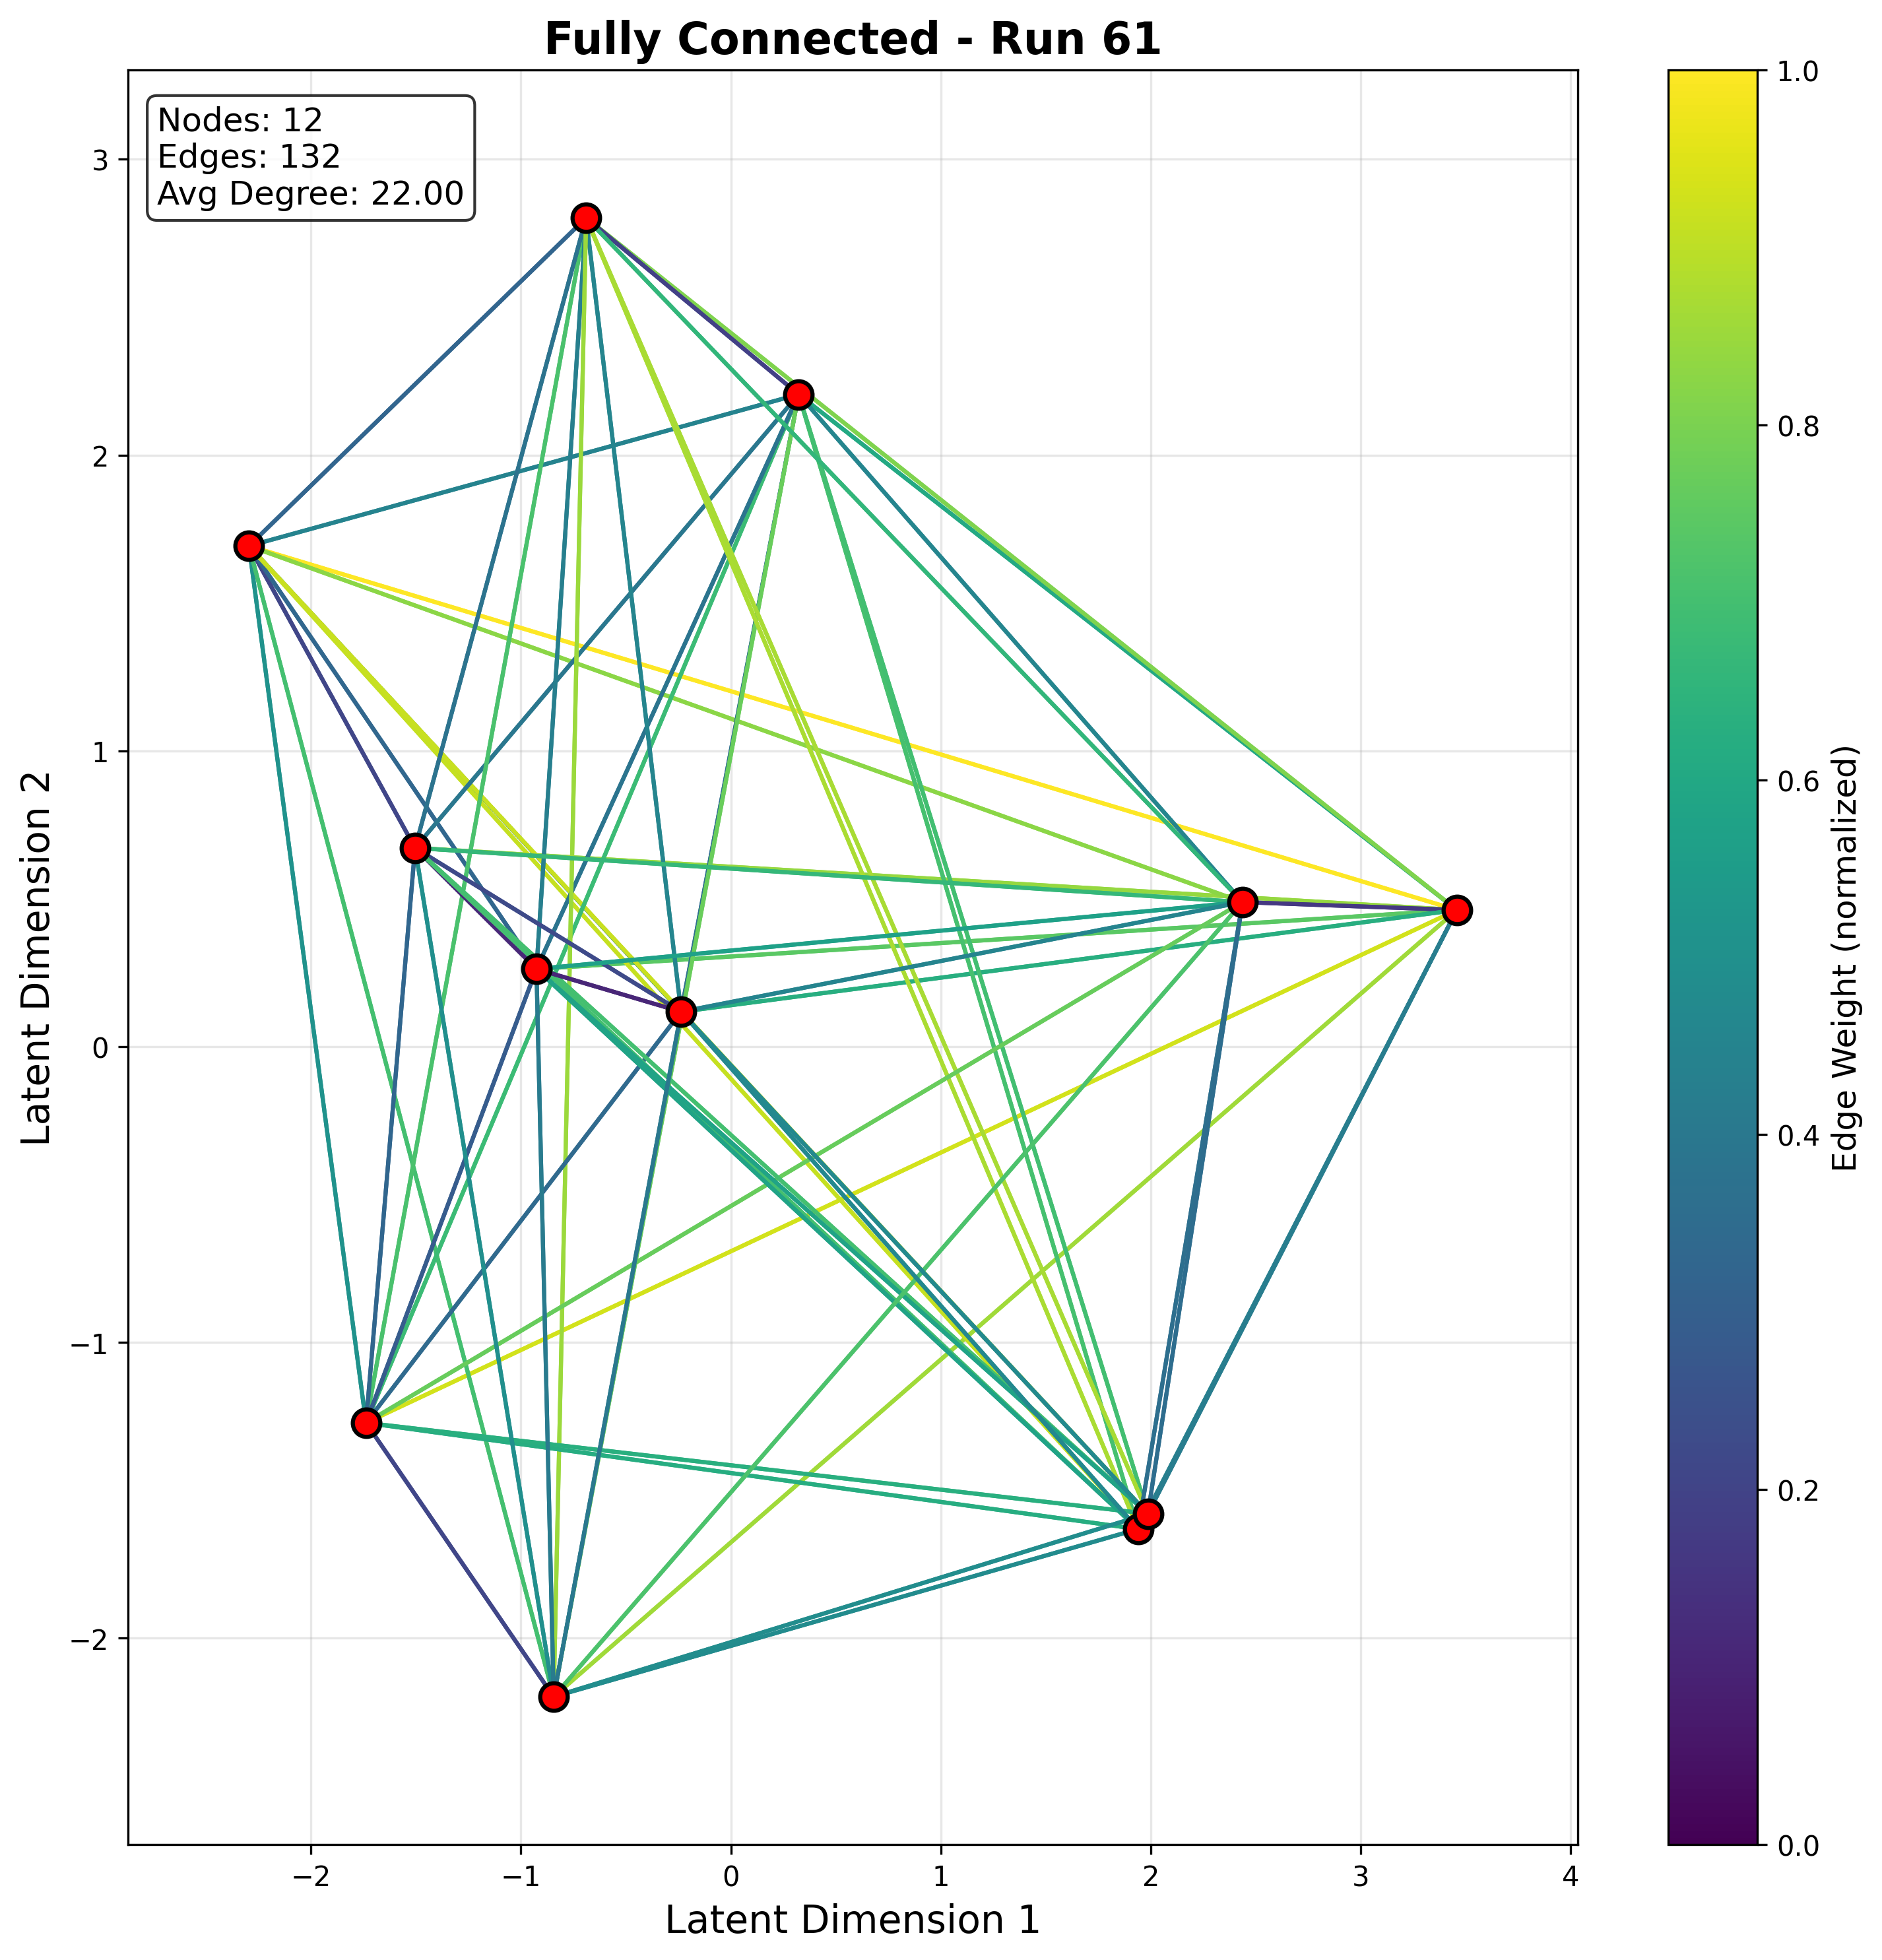 Fully Connected - Run 61
Nodes: 12
Edges: 132
Avg Degree: 22.00
3
2
1
0
−1
−2
Latent Dimension 2
−2
−1
0
1
2
3
4
Latent Dimension 1
1.0
0.8
0.6
0.4
0.2
0.0
Edge Weight (normalized)